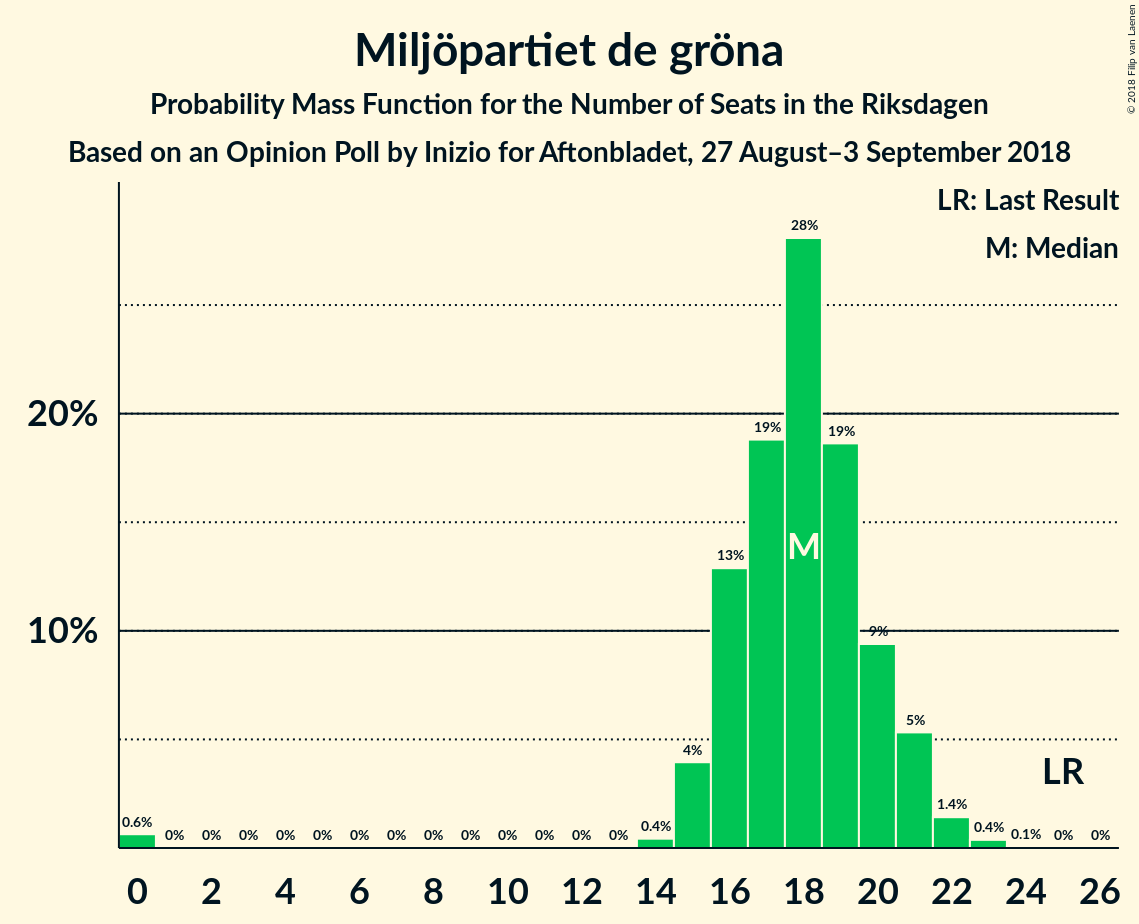 Miljöpartiet de gröna
Probability Mass Function for the Number of Seats in the Riksdagen
Based on an Opinion Poll by Inizio for Aftonbladet, 27 August–3 September 2018
© 2018 Filip van Laenen
LR: Last Result
M: Median
20%
10%
0.6% 0% 0% 0% 0% 0% 0% 0% 0% 0% 0% 0% 0% 0% 0.4% 4% 13% 19% 28% 19% 9% 5% 1.4% 0.4% 0.1% 0% 0%
M
LR
0 2 4 6 8 10 12 14 16 18 20 22 24 26